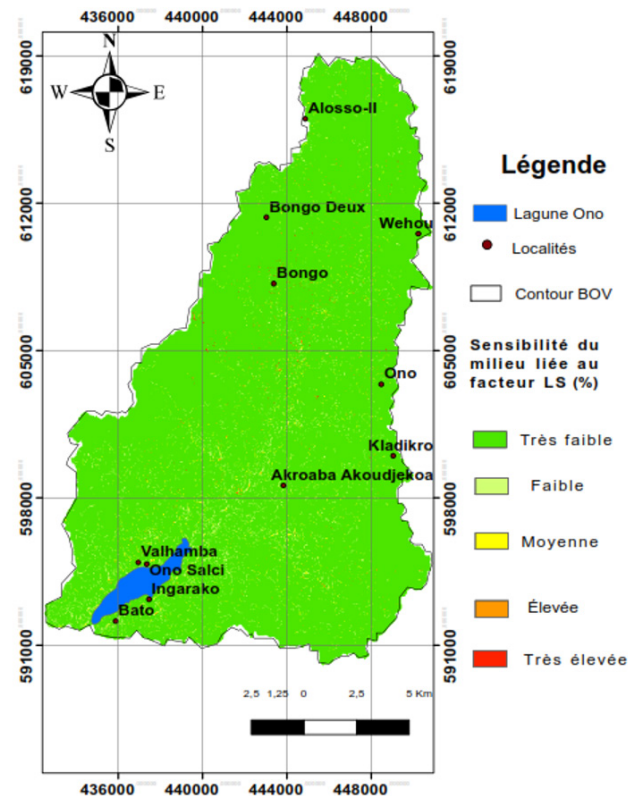 436000 440000 444000 448000
N
W E
S
619000 619000
Alosso-II
612000 612000
Bongo Deux
Wehou
Bongo
605000 605000
Ono
Kladikro
Akroaba Akoudjekoa
598000 598000
Valhamba
Ono Salci
Ingarako
Bato
591000 591000
2,5 1,25 0 2,5 5 Km
436000 440000 444000 448000
Légende
Lagune Ono
Localités
Contour BOV
Sensibilité du
milieu liée au
facteur LS (%)
Très faible
Faible
Moyenne
Élevée
Très élevée